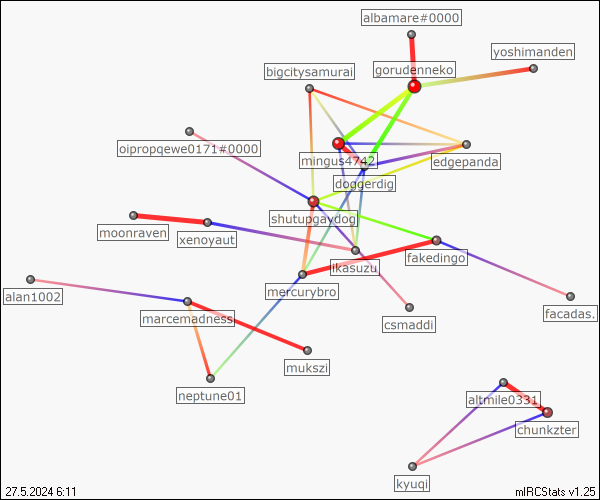 albamare#0000
yoshimanden
gorudenneko
bigcitysamurai
oipropqewe0171#0000
mingus4742
edgepanda
doggerdig
shutupgaydog
moonraven
xenoyaut
fakedingo
ikasuzu
mercurybro
alan1002
marcemadness
csmaddi
facadas.
mukszi
neptune01
altmile0331
chunkzter
kyuqi
27.5.2024 6:11
mIRCStats v1.25